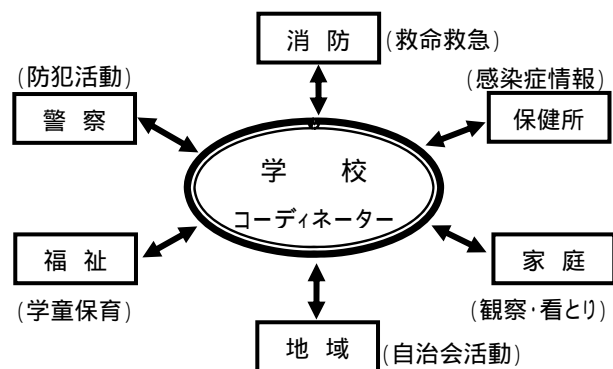 消 防 (救命救急)
(防犯活動)
(感染症情報)
警 察
保健所
学 校
コーディネーター
福 祉
家 庭
(学童保育)
(観察・看とり)
地 域 (自治会活動)